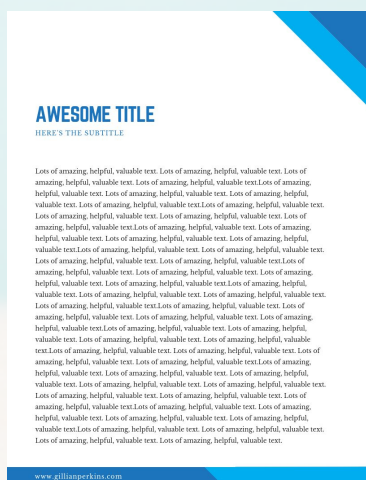 AWESOME TITLE
HERE'S THE SUBTITLE
Lots of amazing, helpful, valuable text. Lots of amazing, helpful, valuable text. Lots of
amazing, helpful, valuable text. Lots of amazing, helpful, valuable text.Lots of amazing,
helpful, valuable text. Lots of amazing, helpful, valuable text. Lots of amazing, helpful,
valuable text. Lots of amazing, helpful, valuable text.Lots of amazing, helpful, valuable text.
Lots of amazing, helpful, valuable text. Lots of amazing, helpful, valuable text. Lots of
amazing, helpful, valuable text.Lots of amazing, helpful, valuable text. Lots of amazing,
helpful, valuable text. Lots of amazing, helpful, valuable text. Lots of amazing, helpful,
valuable text.Lots of amazing, helpful, valuable text. Lots of amazing, helpful, valuable text.
Lots of amazing, helpful, valuable text. Lots of amazing, helpful, valuable text.Lots of
amazing, helpful, valuable text. Lots of amazing, helpful, valuable text. Lots of amazing,
helpful, valuable text. Lots of amazing, helpful, valuable text.Lots of amazing, helpful,
valuable text. Lots of amazing, helpful, valuable text. Lots of amazing, helpful, valuable text.
Lots of amazing, helpful, valuable text.Lots of amazing, helpful, valuable text. Lots of
amazing, helpful, valuable text. Lots of amazing, helpful, valuable text. Lots of amazing,
helpful, valuable text.Lots of amazing, helpful, valuable text. Lots of amazing, helpful,
valuable text. Lots of amazing, helpful, valuable text. Lots of amazing, helpful, valuable
text.Lots of amazing, helpful, valuable text. Lots of amazing, helpful, valuable text. Lots of
amazing, helpful, valuable text. Lots of amazing, helpful, valuable text.Lots of amazing,
helpful, valuable text. Lots of amazing, helpful, valuable text. Lots of amazing, helpful,
valuable text. Lots of amazing, helpful, valuable text. Lots of amazing, helpful, valuable text.
Lots of amazing, helpful, valuable text. Lots of amazing, helpful, valuable text. Lots of
amazing, helpful, valuable text.Lots of amazing, helpful, valuable text. Lots of amazing,
helpful, valuable text. Lots of amazing, helpful, valuable text. Lots of amazing, helpful,
valuable text. Lots of amazing, helpful, valuable text.Lots of amazing, helpful, valuable text.
Lots of amazing, helpful, valuable text. Lots of amazing, helpful, valuable text.
www.gillianperkins.com